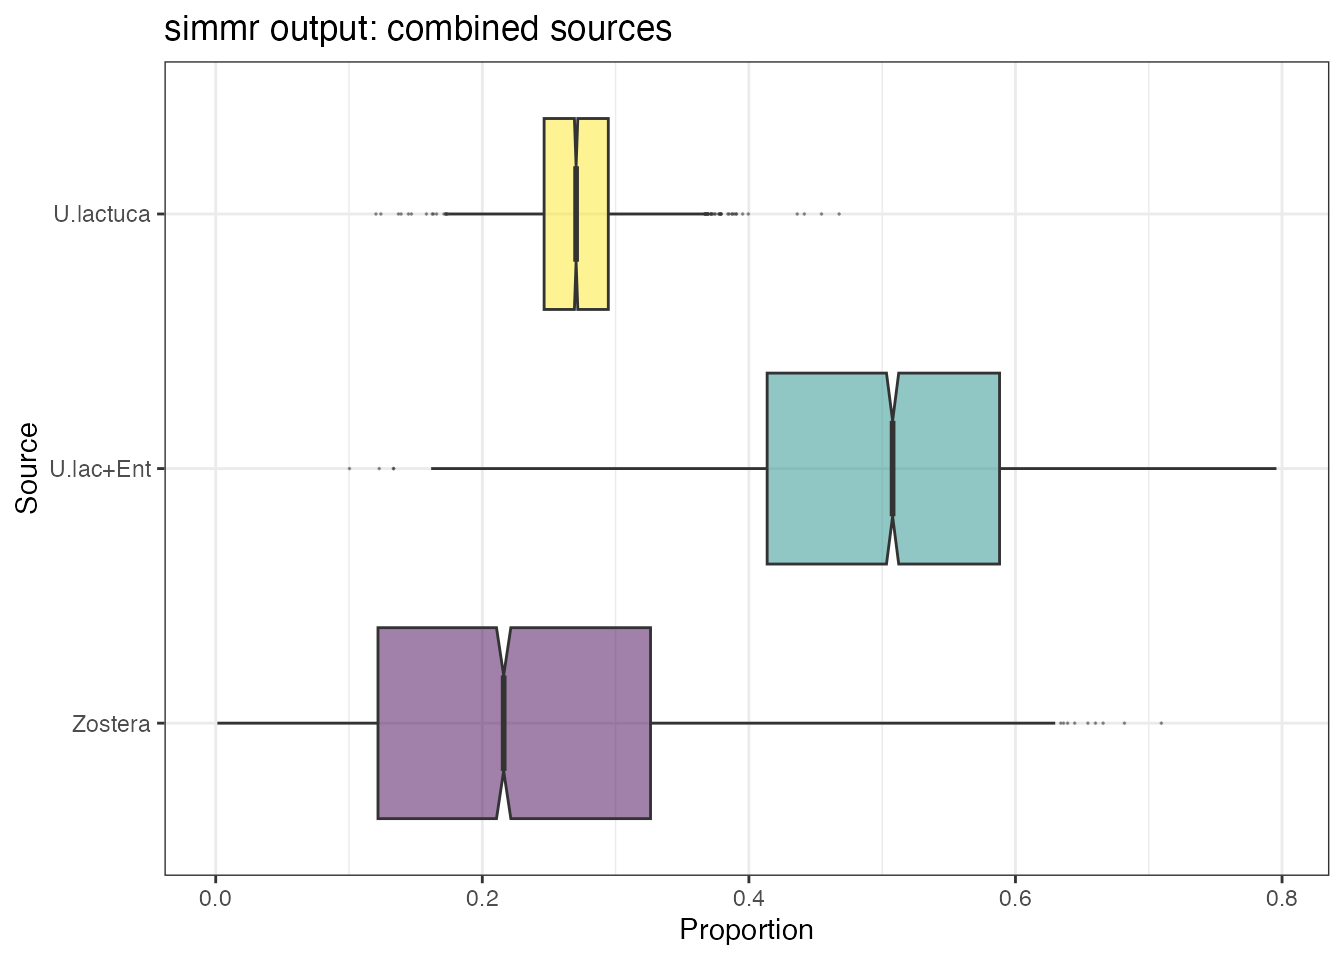 simmr output: combined sources
U.lactuca
U.lac+Ent
Zostera
Source
0.0 0.2 0.4 0.6 0.8
Proportion